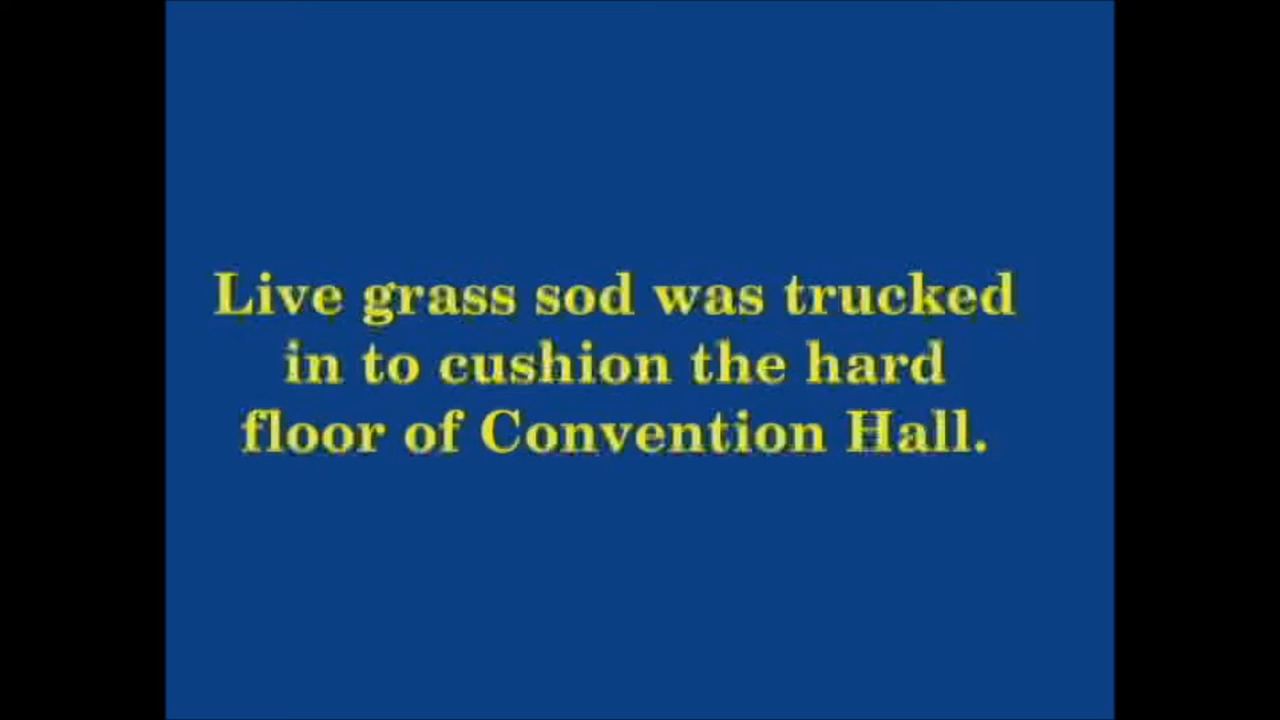 Live grass sod was trucked
in to cushion the hard
floor of Convention Hall.